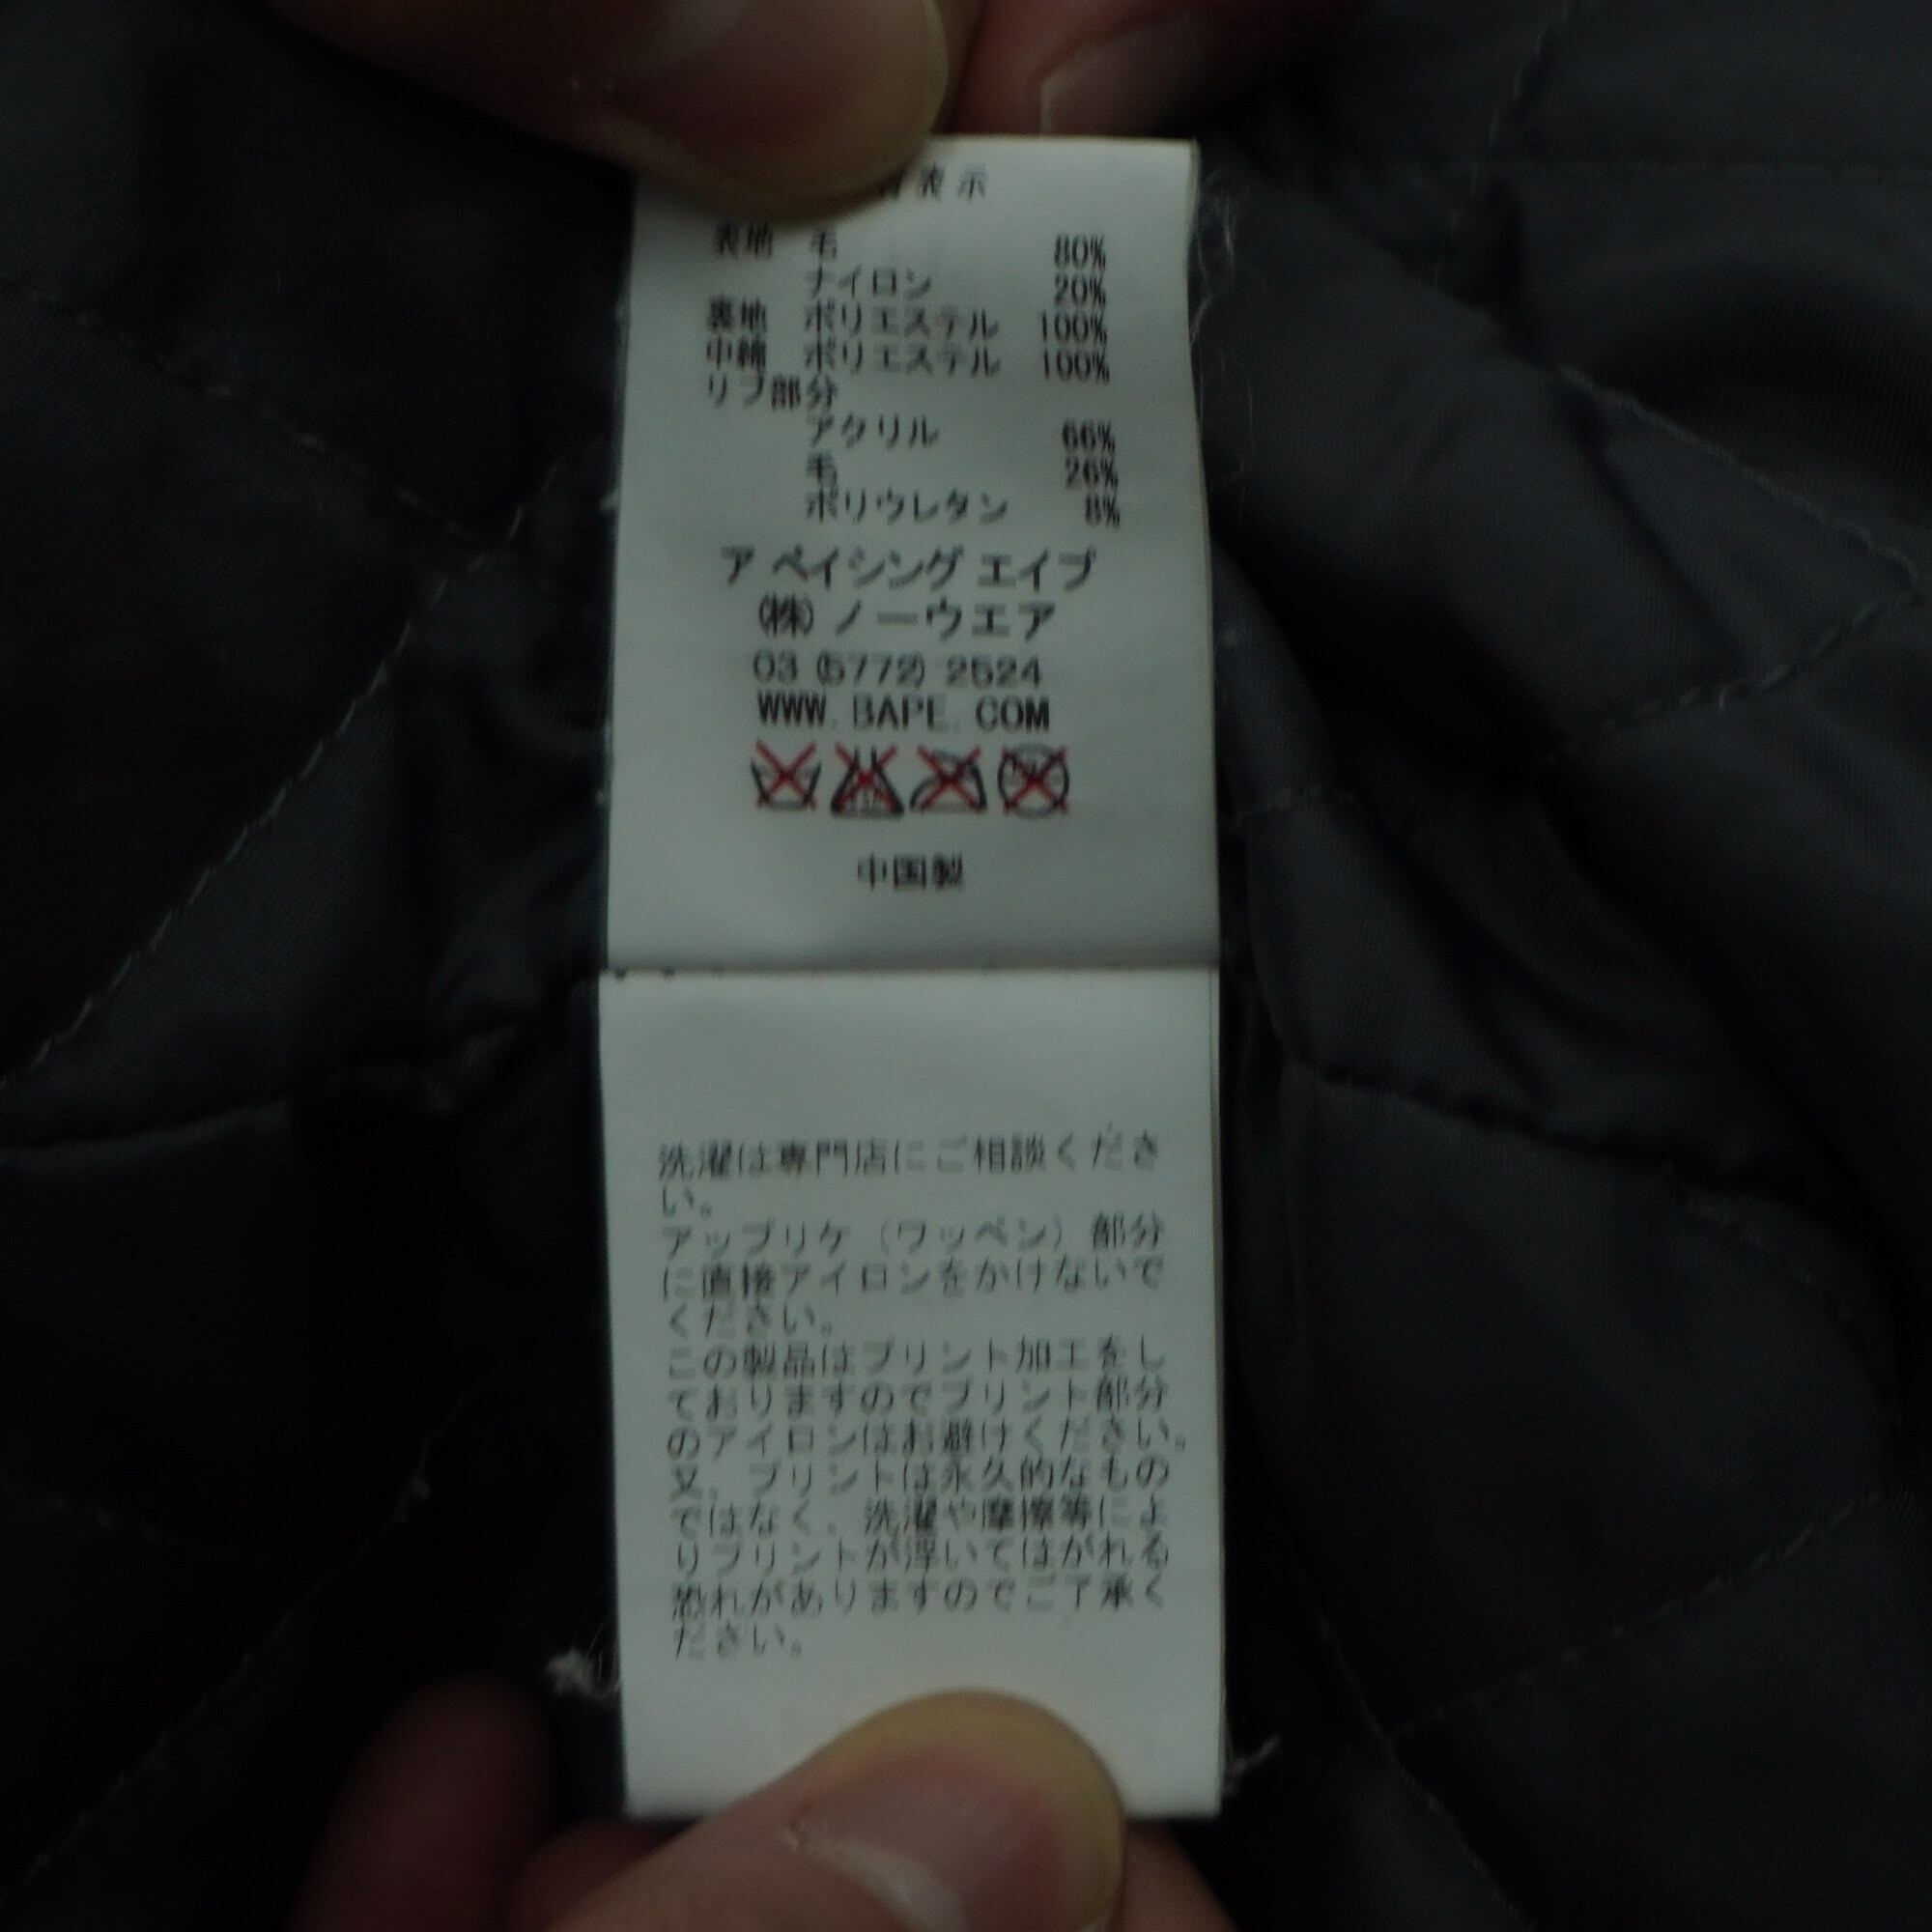 表示
表地 毛 80%
ナイロン 20%
裏地 ポリエステル 100%
中綿 ポリエステル 100%
リブ部分
アクリル 66%
毛 26%
ポリウレタン 8%
ア ベイシング エイプ
(株) ノーウエア
03 (5772) 2524
WWW. BAPE. COM
中国製
洗濯は専門店にご相談くださ
い。
アップリケ（ワッペン）部分
に直接アイロンをかけないで
ください。
この製品はプリント加工をし
ておりますのでプリント部分
のアイロンはお避けください。
又、プリントは永久的なもの
ではなく、洗濯や摩擦等によ
りプリントが浮いてはがれる
恐れがありますのでご了承く
ださい。